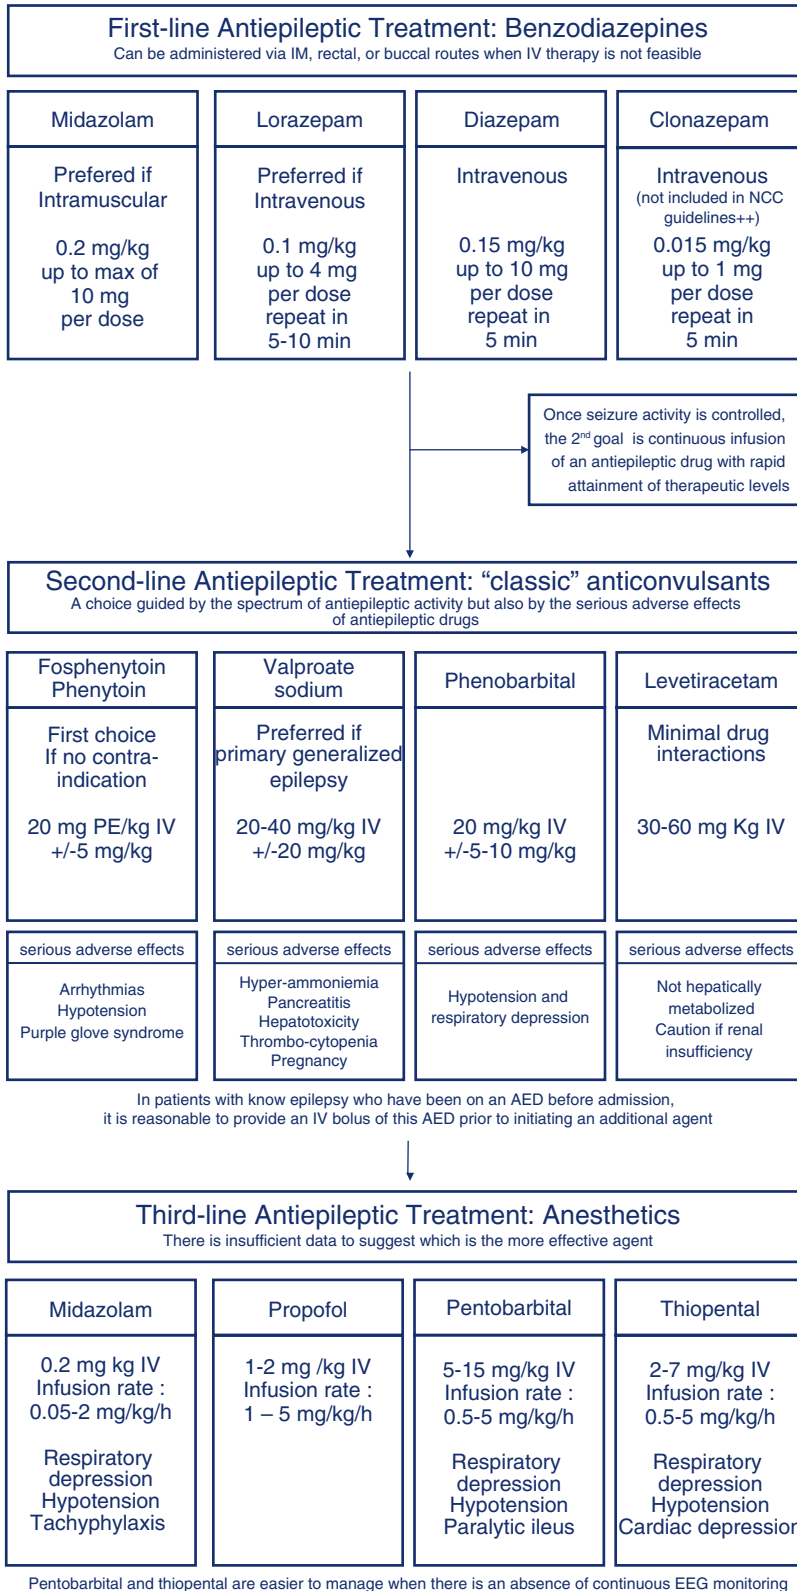 First-line Antiepileptic Treatment: Benzodiazepines
Can be administered via IM, rectal, or buccal routes when IV therapy is not feasible
Midazolam
Prefered if
Intramuscular
0.2 mg/kg
up to max of
10 mg
per dose
Lorazepam
Preferred if
Intravenous
0.1 mg/kg
up to 4 mg
per dose
repeat in
5-10 min
Diazepam
Intravenous
0.15 mg/kg
up to 10 mg
per dose
repeat in
5 min
Clonazepam
Intravenous
(not included in NCC
guidelines++)
0.015 mg/kg
up to 1 mg
per dose
repeat in
5 min
Once seizure activity is controlled,
the 2nd goal is continuous infusion
of an antiepileptic drug with rapid
attainment of therapeutic levels
Second-line Antiepileptic Treatment: “classic” anticonvulsants
A choice guided by the spectrum of antiepileptic activity but also by the serious adverse effects
of antiepileptic drugs
Fosphenytoin
Phenytoin
First choice
If no contra-
indication
20 mg PE/kg IV
+/-5 mg/kg
serious adverse effects
Arrhythmias
Hypotension
Purple glove syndrome
Valproate
sodium
Preferred if
primary generalized
epilepsy
20-40 mg/kg IV
+/-20 mg/kg
serious adverse effects
Hyper-ammoniemia
Pancreatitis
Hepatotoxicity
Thrombo-cytopenia
Pregnancy
Phenobarbital
20 mg/kg IV
+/-5-10 mg/kg
serious adverse effects
Hypotension and
respiratory depression
Levetiracetam
Minimal drug
interactions
30-60 mg Kg IV
serious adverse effects
Not hepatically
metabolized
Caution if renal
insufficiency
In patients with know epilepsy who have been on an AED before admission,
it is reasonable to provide an IV bolus of this AED prior to initiating an additional agent
Third-line Antiepileptic Treatment: Anesthetics
There is insufficient data to suggest which is the more effective agent
Midazolam
0.2 mg kg IV
Infusion rate :
0.05-2 mg/kg/h
Respiratory
depression
Hypotension
Tachyphylaxis
Propofol
1-2 mg /kg IV
Infusion rate :
1 – 5 mg/kg/h
Pentobarbital
5-15 mg/kg IV
Infusion rate :
0.5-5 mg/kg/h
Respiratory
depression
Hypotension
Paralytic ileus
Thiopental
2-7 mg/kg IV
Infusion rate :
0.5-5 mg/kg/h
Respiratory
depression
Hypotension
Cardiac depression
Pentobarbital and thiopental are easier to manage when there is an absence of continuous EEG monitoring